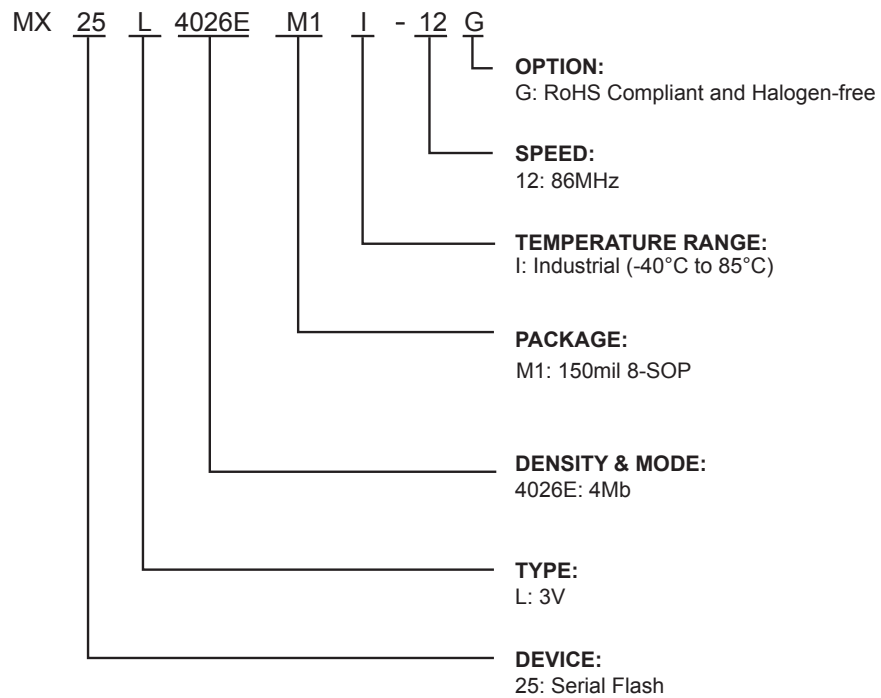 MX 25 L 4026E M1 I - 12 G
OPTION:
G: RoHS Compliant and Halogen-free
SPEED:
12: 86MHz
TEMPERATURE RANGE:
I: Industrial (-40°C to 85°C)
PACKAGE:
M1: 150mil 8-SOP
DENSITY & MODE:
4026E: 4Mb
TYPE:
L: 3V
DEVICE:
25: Serial Flash